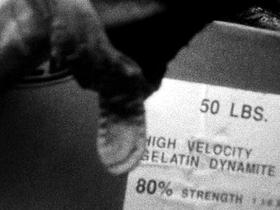 50 LBS.
HIGH VELOCITY
GELATIN DYNAMITE
80% STRENGTH